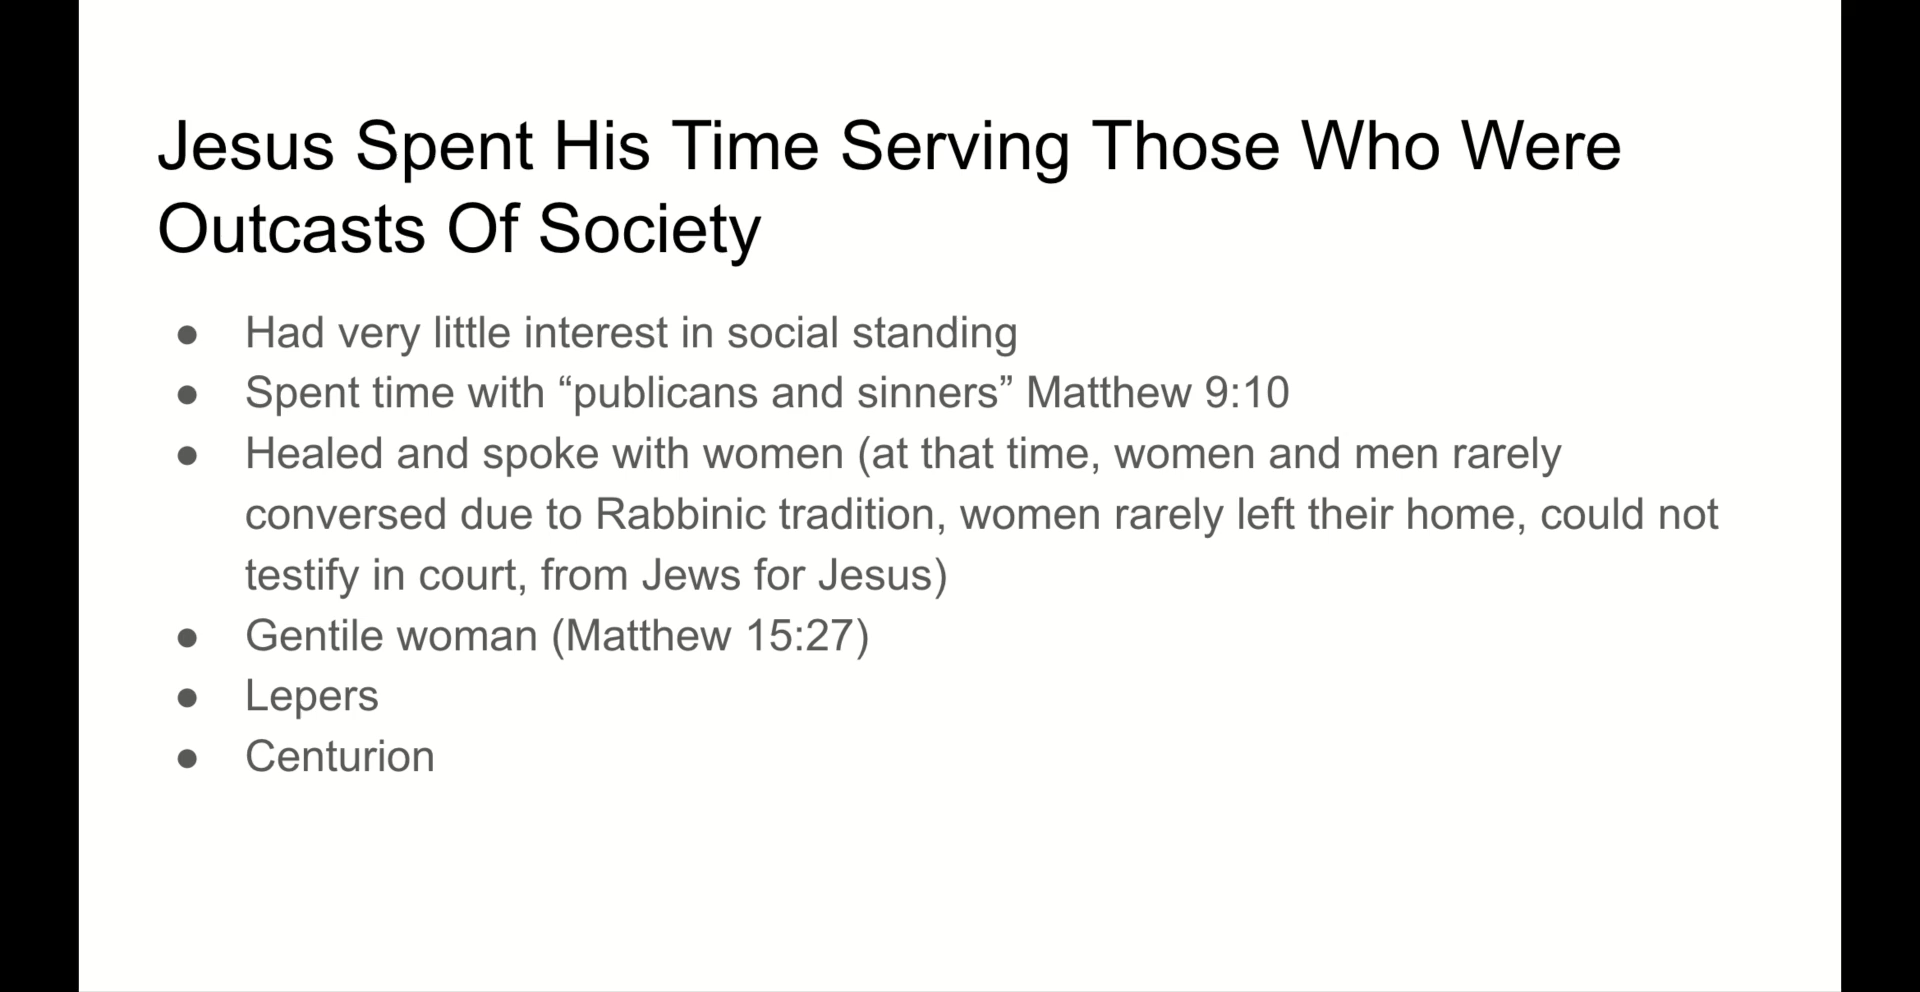 Jesus Spent His Time Serving Those Who Were
Outcasts Of Society
● Had very little interest in social standing
● Spent time with “publicans and sinners” Matthew 9:10
● Healed and spoke with women (at that time, women and men rarely
conversed due to Rabbinic tradition, women rarely left their home, could not
testify in court, from Jews for Jesus)
● Gentile woman (Matthew 15:27)
● Lepers
● Centurion